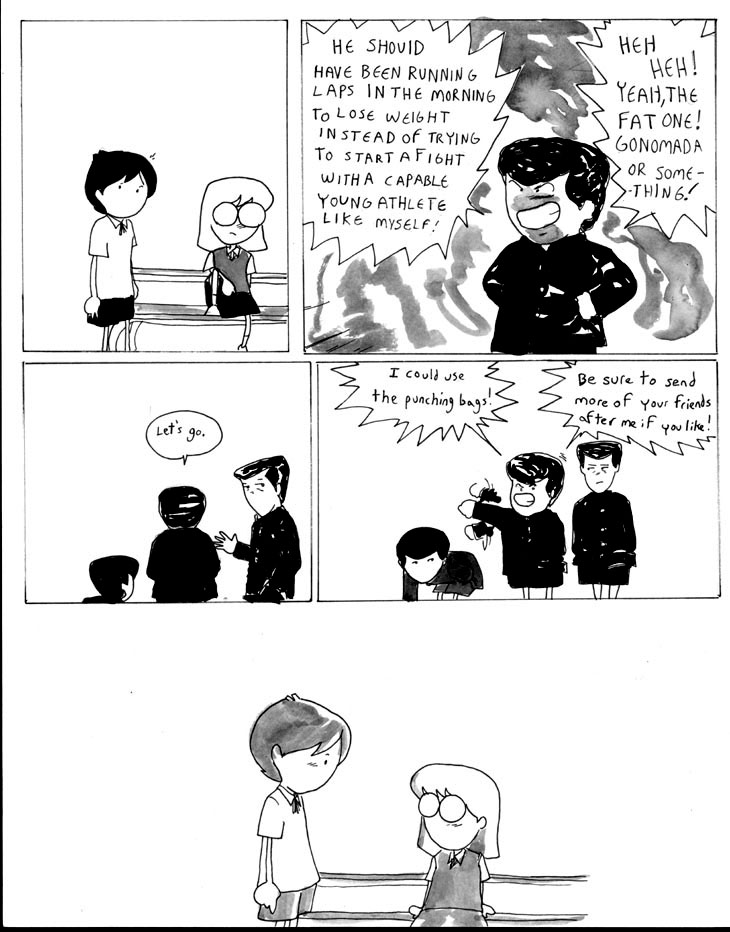 HE SHOULD
HAVE BEEN RUNNING
LAPS IN THE MORNING
TO LOSE WEIGHT
INSTEAD OF TRYING
TO START A FIGHT
WITH A CAPABLE
YOUNG ATHLETE
LIKE MYSELF!
HEH
HEH!
YEAH, THE
FAT ONE!
GONOMADA
OR SOME-
-THING!
Let's go.
I could use
the punching bags!
Be sure to send
more of your friends
after me if you like!